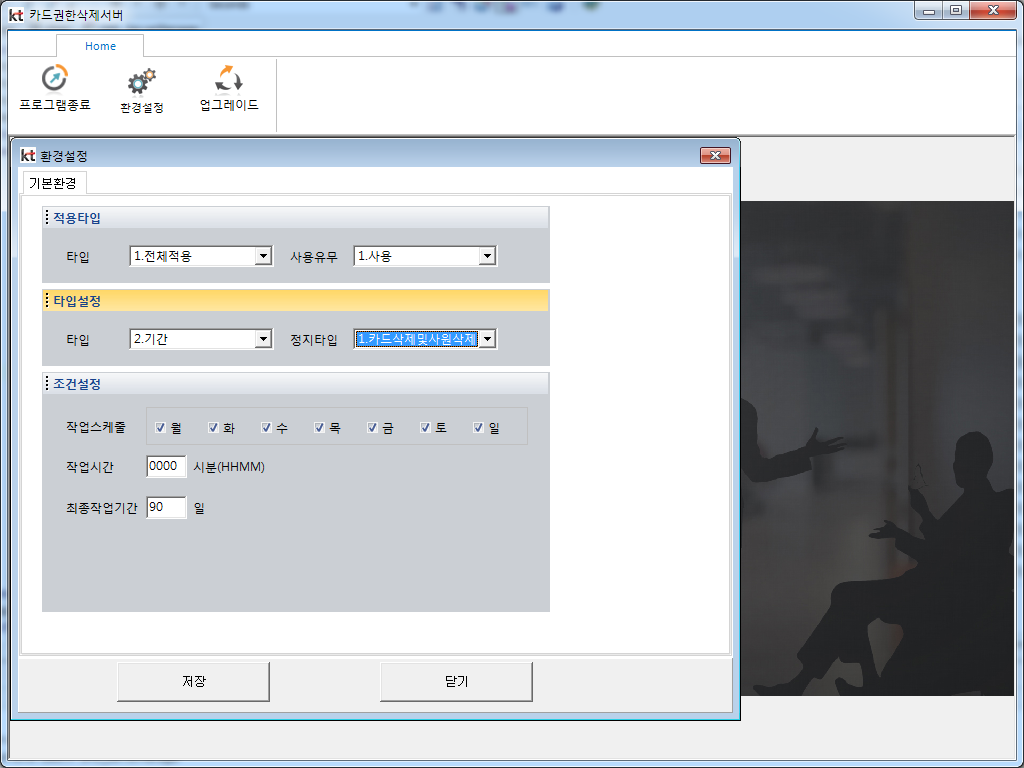 kt 카드권한삭제서버
Home
프로그램종료 환경설정 업그레이드
kt 환경설정
기본환경
적용타입
타입 1.전체적용 사용유무 1.사용
타입설정
타입 2.기간 정지타입 1.카드삭제및사원삭제
조건설정
작업스케줄 월 화 수 목 금 토 일
작업시간 0000 시분(HHMM)
최종작업기간 90 일
저장 닫기